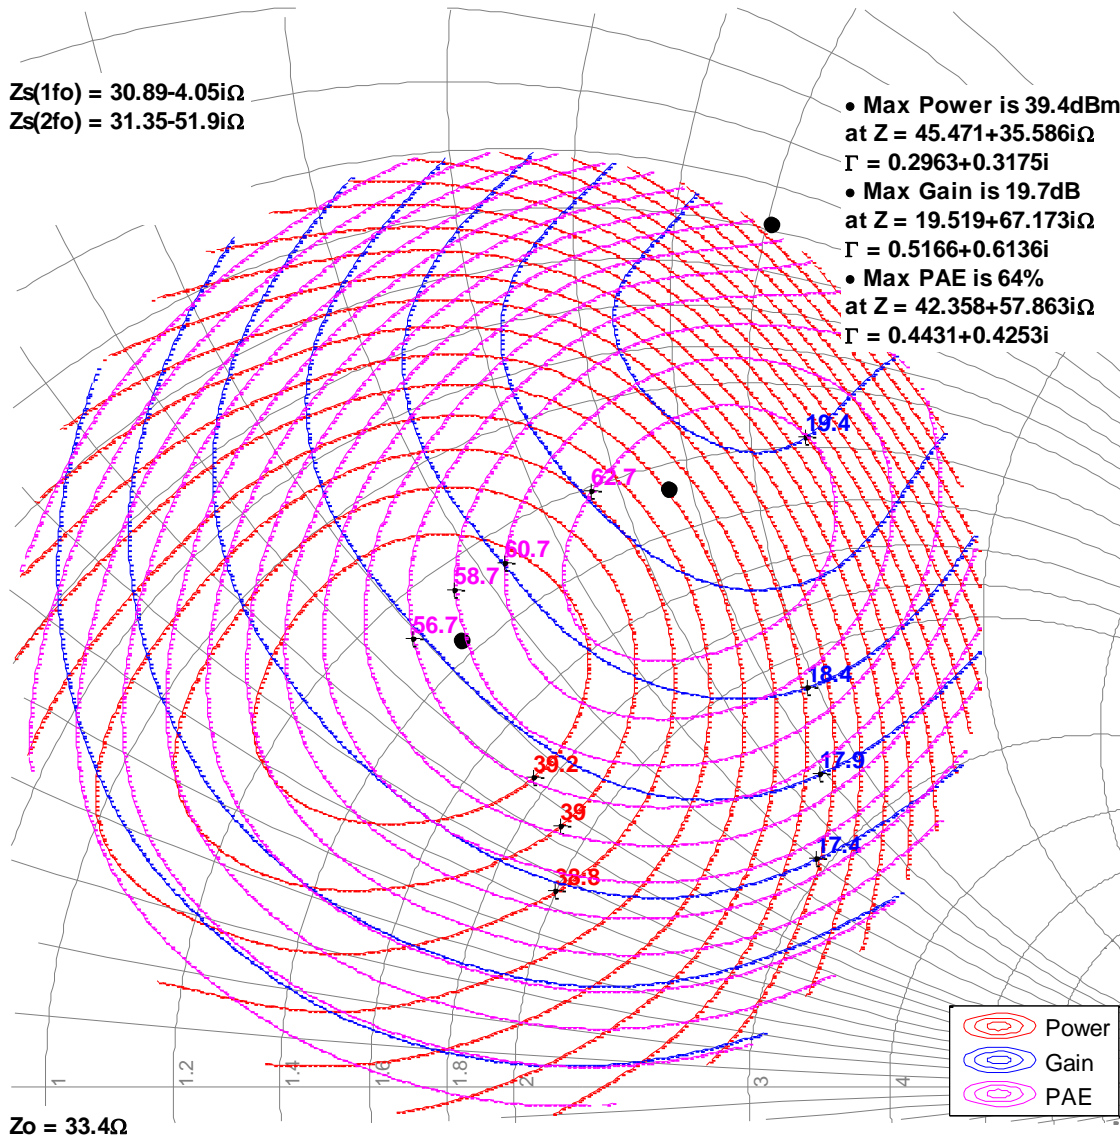 Zs(1fo) = 30.89-4.05iΩ
Zs(2fo) = 31.35-51.9iΩ
• Max Power is 39.4dBm
at Z = 45.471+35.586iΩ
Γ = 0.2963+0.3175i
• Max Gain is 19.7dB
at Z = 19.519+67.173iΩ
Γ = 0.5166+0.6136i
• Max PAE is 64%
at Z = 42.358+57.863iΩ
Γ = 0.4431+0.4253i
19.4
62.7
60.7
58.7
56.7
18.4
39.2
17.9
39
17.4
38.8
Power
Gain
PAE
1
1.2
1.4
1.6
1.8
2
3
4
Zo = 33.4Ω